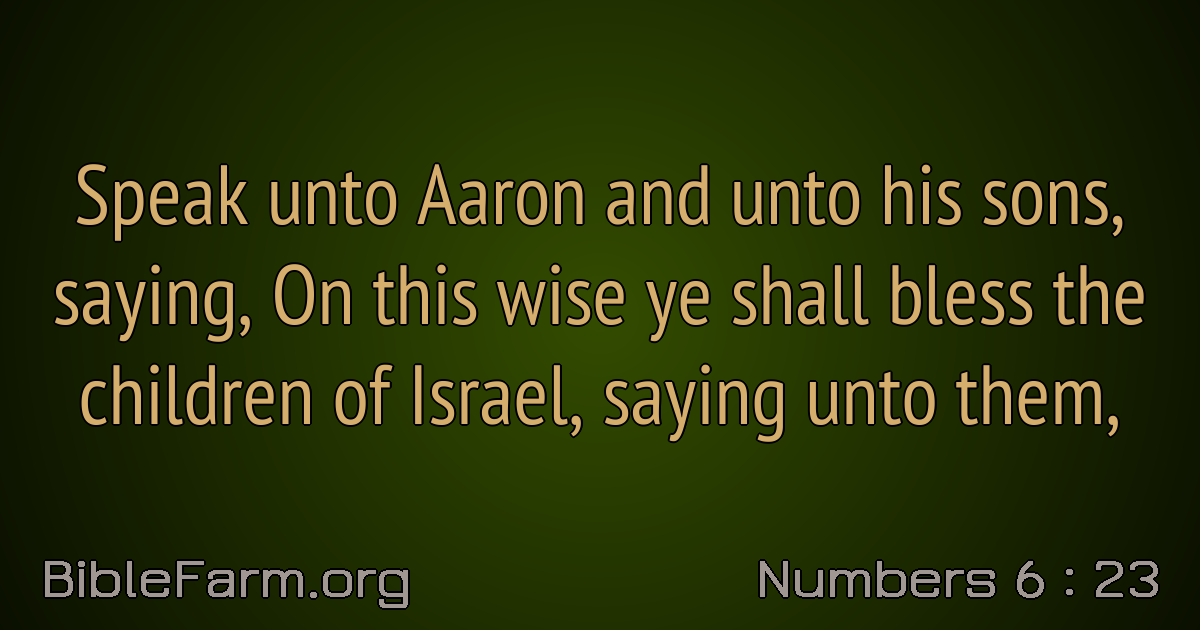 Speak unto Aaron and unto his sons,
saying, On this wise ye shall bless the
children of Israel, saying unto them,
BibleFarm.org
Numbers 6 : 23